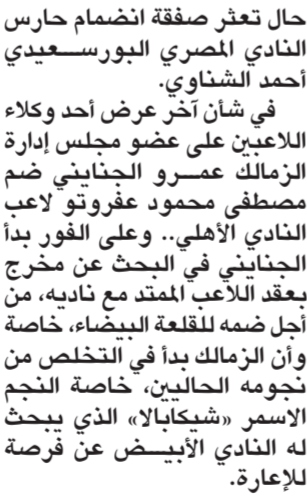 حال تعثر صفقة انضمام حارس
النادي المصري البورسـعيدي
أحمد الشناوي.
في شأن آخر عرض أحد وكلاء
اللاعبين على عضو مجلس إدارة
الزمالك عمـرو الجنايني ضم
مصطفى محمود عفروتو لاعب
النادي الأهلي.. وعلى الفور بدأ
الجنايني في البحث عن مخرج
بعقد اللاعب الممتد مع ناديه، من
أجل ضمه للقلعة البيضاء، خاصة
وأن الزمالك بدأ في التخلص من
نجومه الحاليين، خاصة النجم
الاسمر «شيكابالا» الذي يبحث
له النادي الأبيـض عن فرصة
للإعارة.